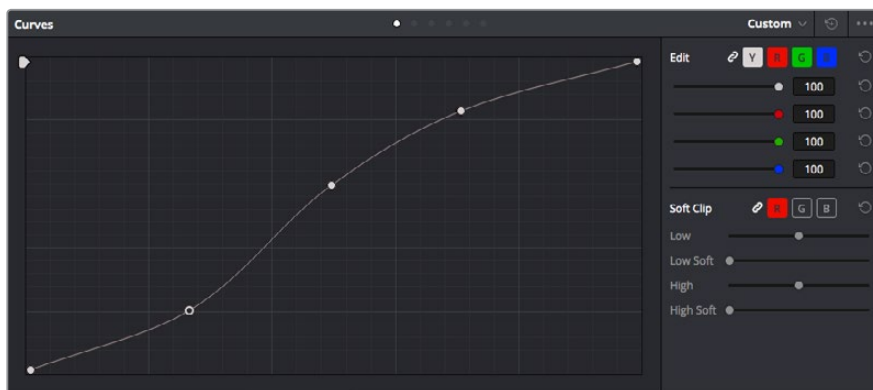 Curves
Custom
Edit Y R G B
100
100
100
100
Soft Clip R G B
Low
Low Soft
High
High Soft